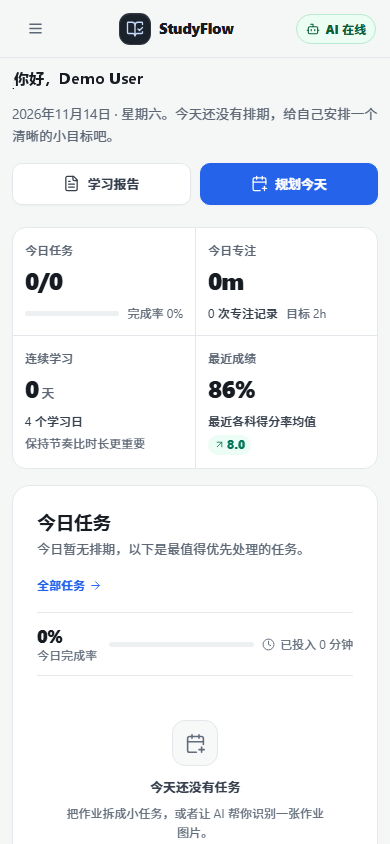 StudyFlow
AI 在线
你好，Demo User
2026年11月14日 · 星期六。今天还没有排期，给自己安排一个
清晰的小目标吧。
学习报告
规划今天
今日任务
0/0
完成率 0%
今日专注
0m
0 次专注记录 目标 2h
连续学习
0 天
4 个学习日
保持节奏比时长更重要
最近成绩
86%
最近各科得分率均值
8.0
今日任务
今日暂无排期，以下是最值得优先处理的任务。
全部任务
0%
今日完成率
已投入 0 分钟
今天还没有任务
把作业拆成小任务，或者让 AI 帮你识别一张作业
图片。